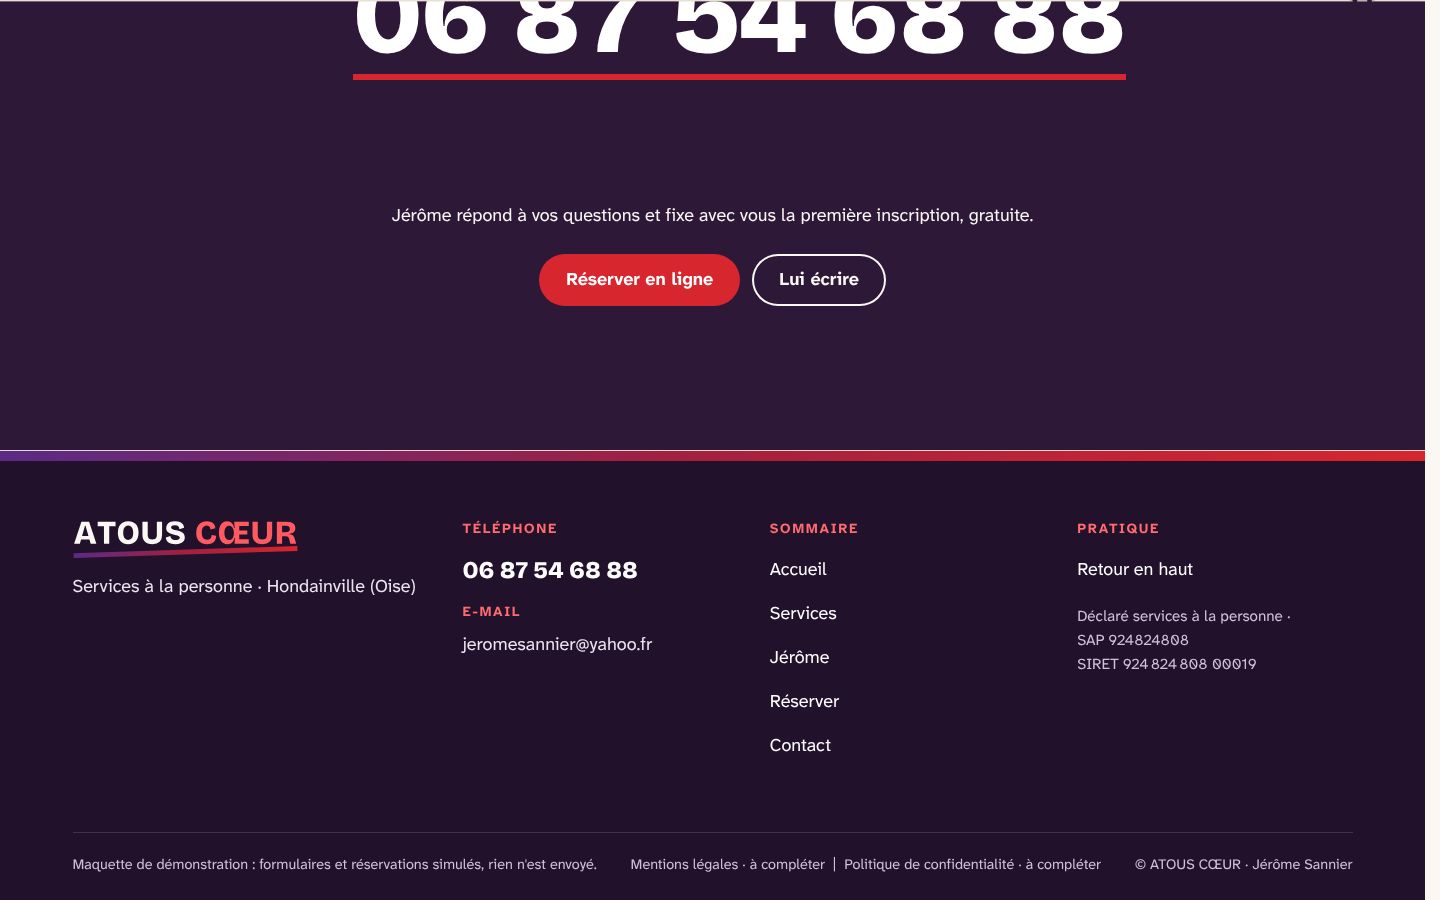 06 87 54 68 88
Jérôme répond à vos questions et fixe avec vous la première inscription, gratuite.
Réserver en ligne
Lui écrire
ATOUS CŒUR
Services à la personne · Hondainville (Oise)
TÉLÉPHONE
06 87 54 68 88
E-MAIL
jeromesannier@yahoo.fr
SOMMAIRE
Accueil
Services
Jérôme
Réserver
Contact
PRATIQUE
Retour en haut
Déclaré services à la personne ·
SAP 924824808
SIRET 924 824 808 00019
Maquette de démonstration : formulaires et réservations simulés, rien n'est envoyé.
Mentions légales · à compléter | Politique de confidentialité · à compléter
© ATOUS CŒUR · Jérôme Sannier